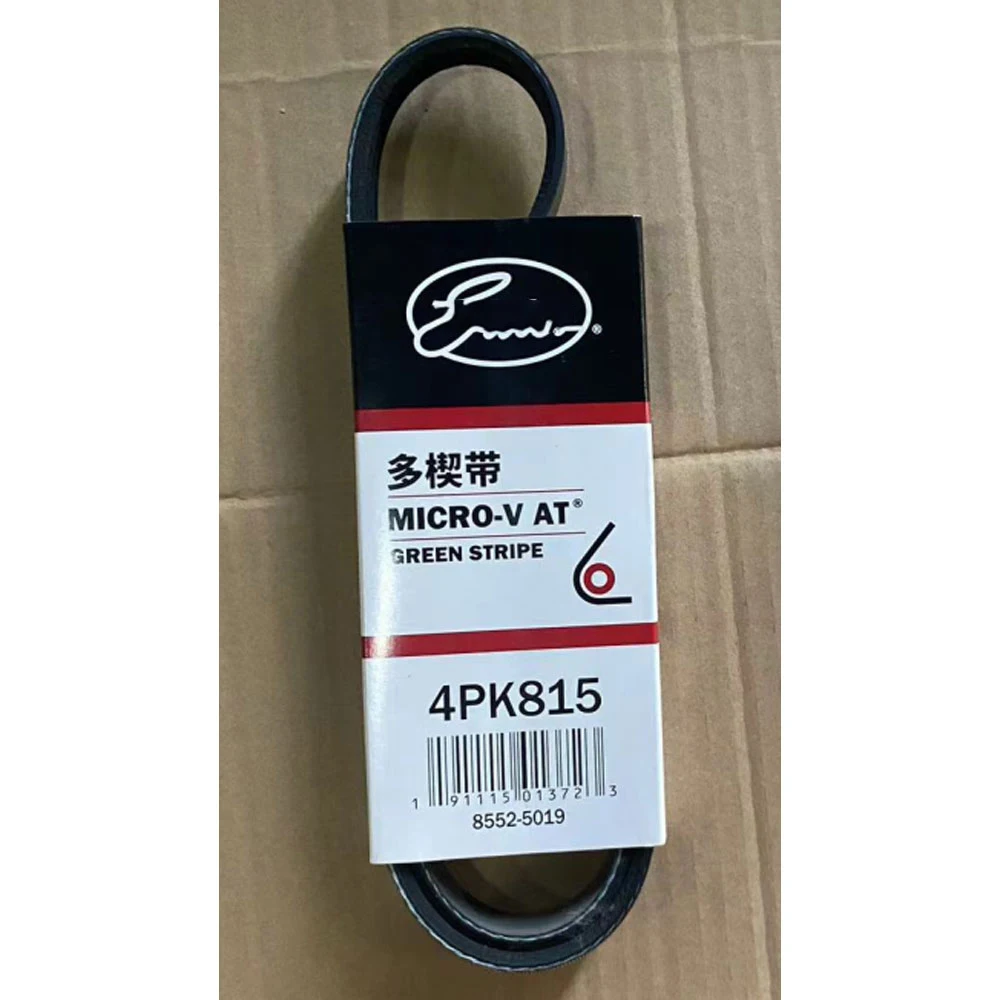 ®
多楔带
MICRO-V AT®
GREEN STRIPE
4PK815
1 91115 01372 3
8552-5019